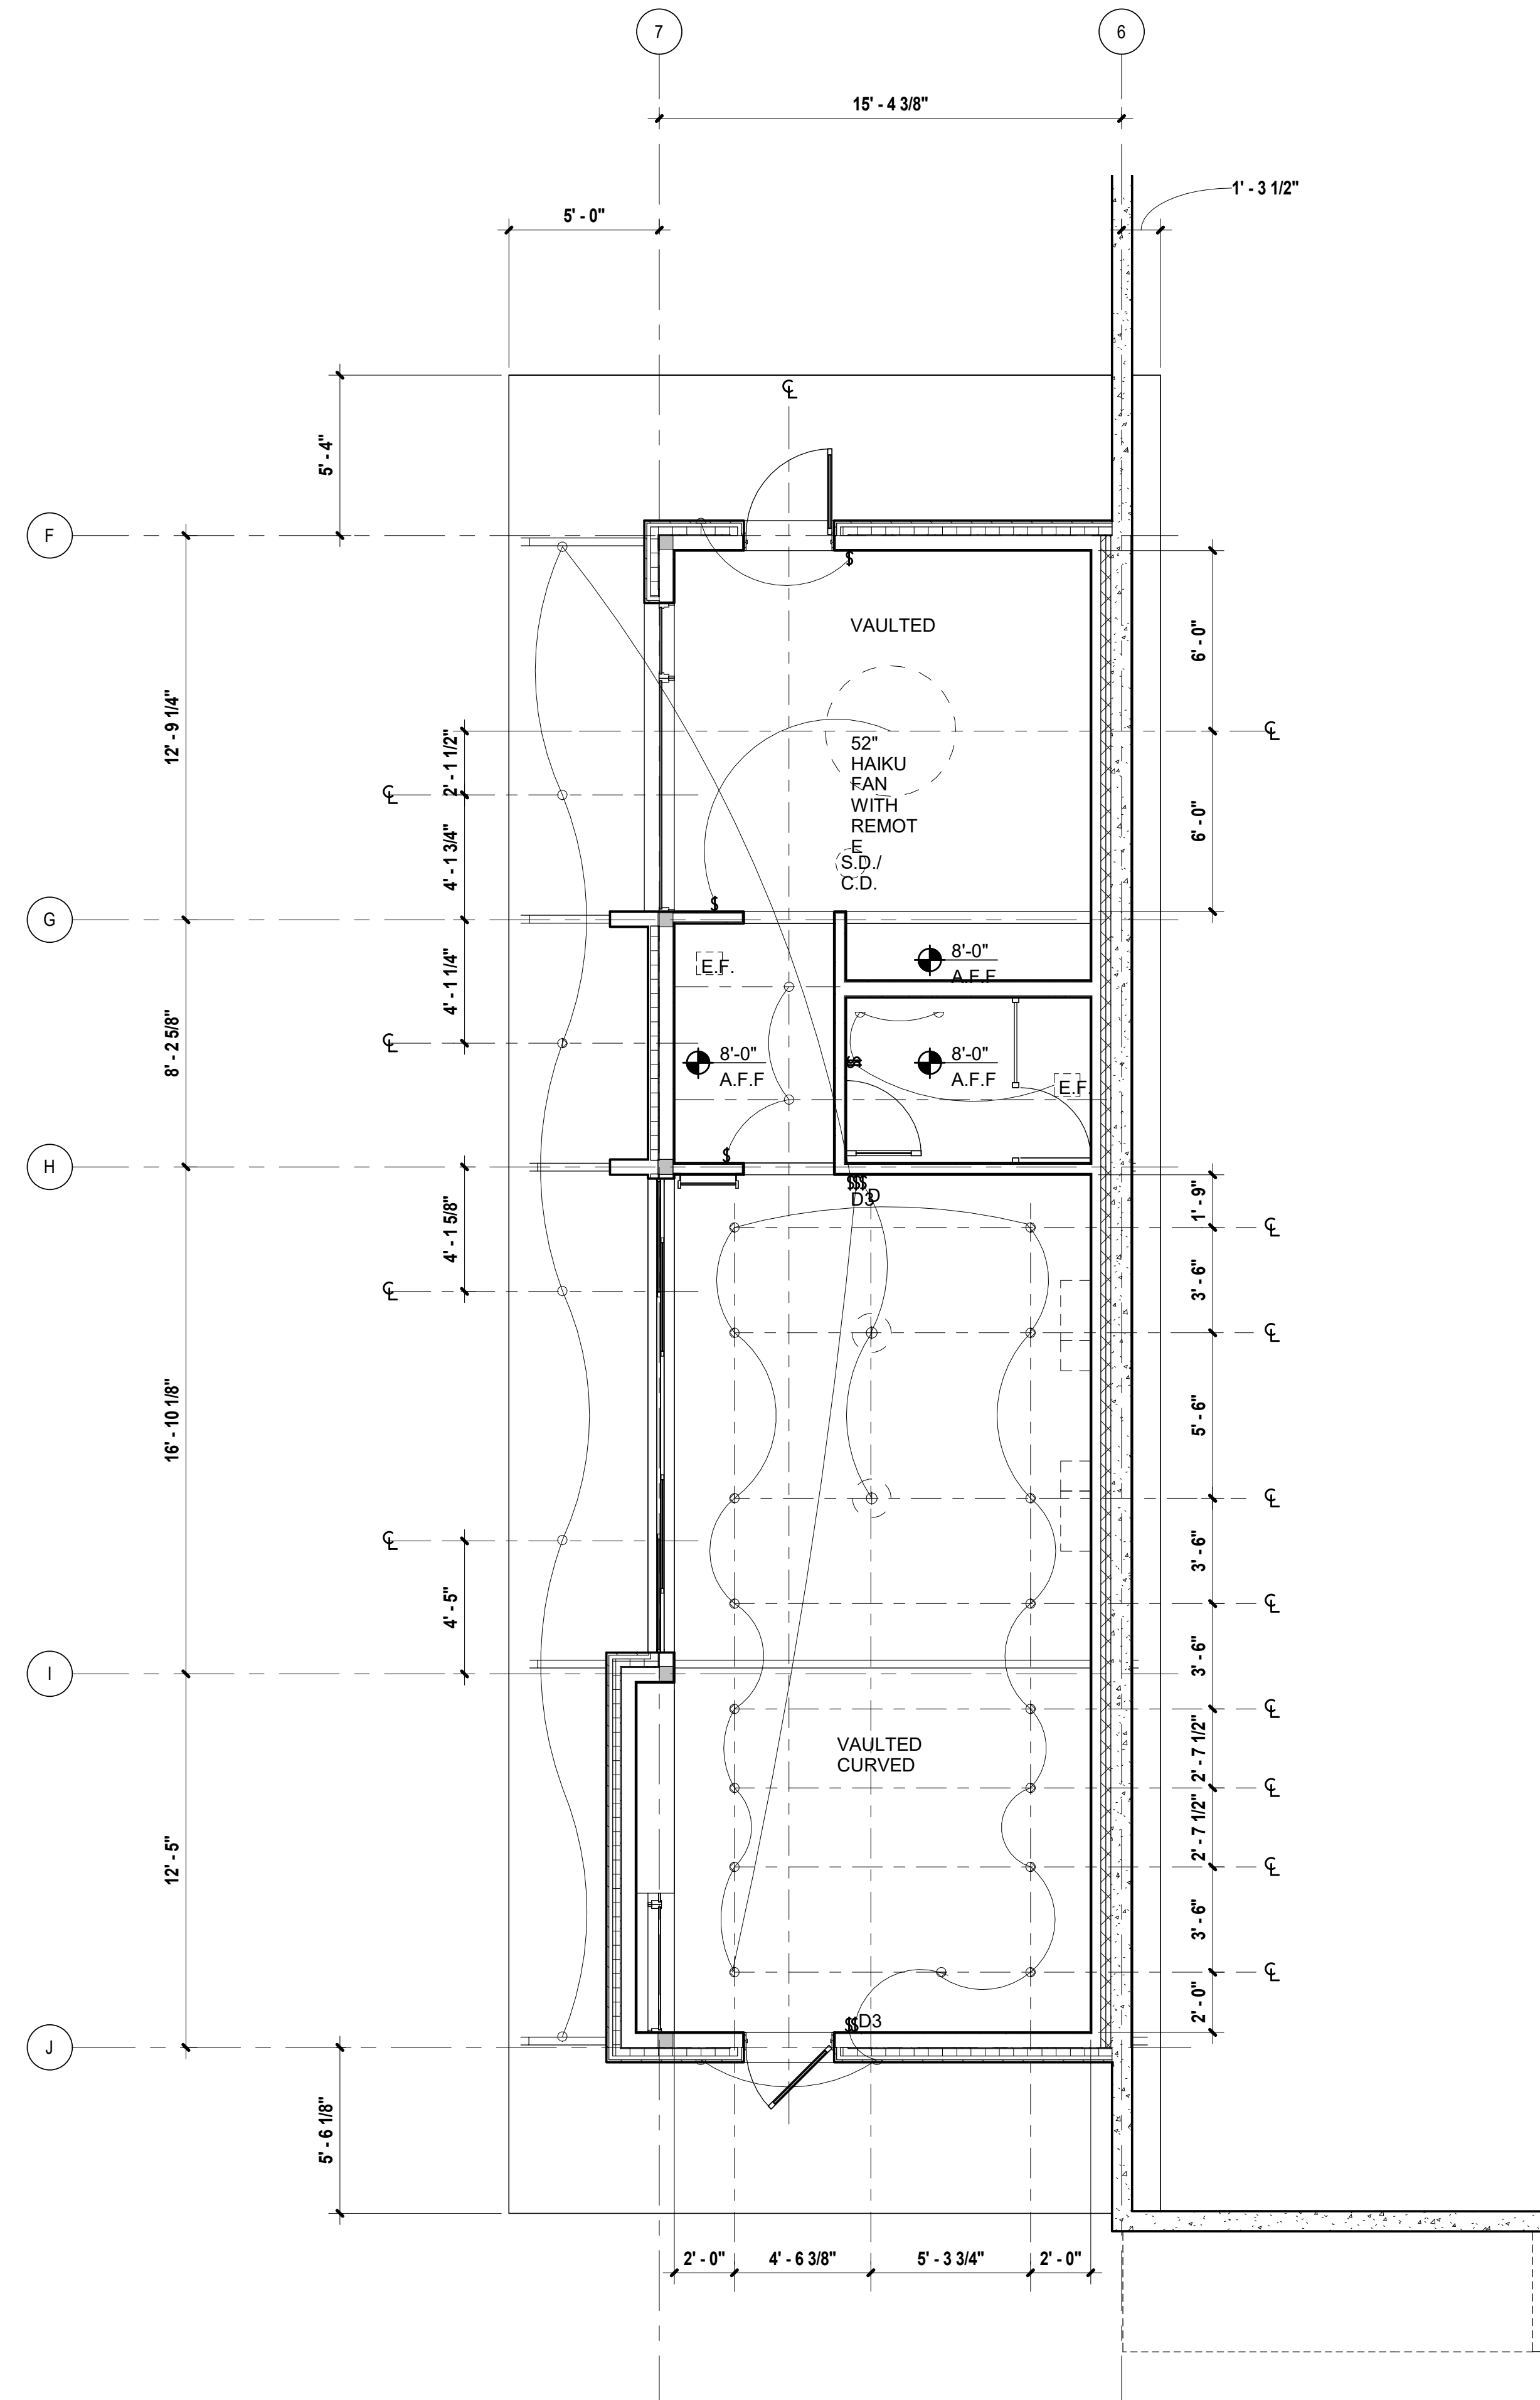 7
6
15' - 4 3/8"
1' - 3 1/2"
5' - 0"
℄
5' - 4"
F
VAULTED
6' - 0"
12' - 9 1/4"
2' - 1 1/2"
℄
52"
HAIKU
FAN
WITH
REMOT
E
℄
4' - 1 3/4"
6' - 0"
S.D./
C.D.
$
$
G
E.F.
8'-0"
A.F.F
4' - 1 1/4"
8' - 2 5/8"
℄
8'-0"
A.F.F
$$
8'-0"
A.F.F
E.F.
$
H
4' - 1 5/8"
$$$
D3
D
1' - 9"
℄
3' - 6"
℄
℄
16' - 10 1/8"
5' - 6"
℄
℄
4' - 5"
3' - 6"
℄
3' - 6"
I
℄
VAULTED
CURVED
2' - 7 1/2"
℄
2' - 7 1/2"
12' - 5"
℄
3' - 6"
℄
2' - 0"
$$D3
J
5' - 6 1/8"
2' - 0"
4' - 6 3/8"
5' - 3 3/4"
2' - 0"